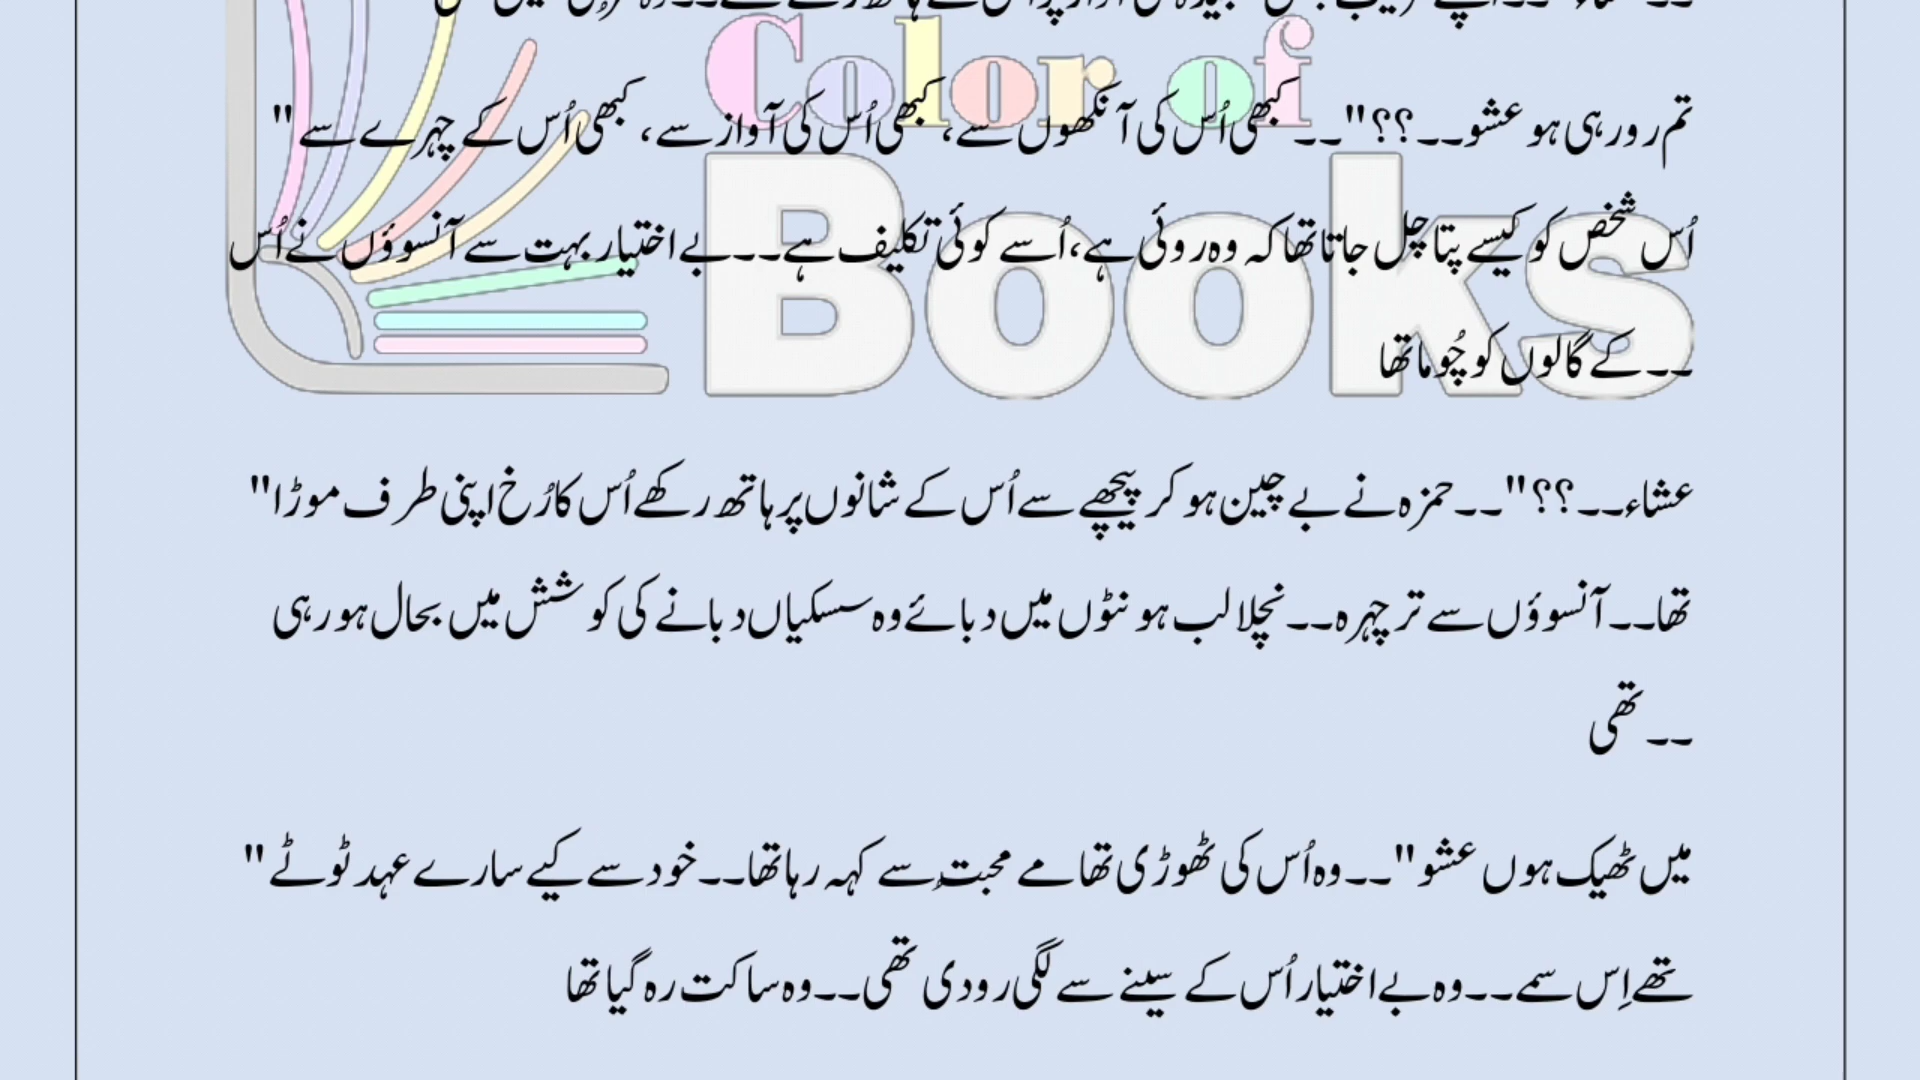 Color of
Books
تم رو رہی ہو عشو۔۔؟؟"۔۔ کبھی اُس کی آنکھوں سے، کبھی اُس کی آواز سے، کبھی اُس کے چہرے سے "
اُس شخص کو کیسے پتا چل جاتا تھا کہ وہ روئی ہے، اُسے کوئی تکلیف ہے۔۔بے اختیار بہت سے آنسوؤں نے اُس
۔۔کے گالوں کو چُھوما تھا
عشاء۔۔؟؟"۔۔حمزہ نے بے چین ہو کر پیچھے سے اُس کے شانوں پر ہاتھ رکھے اُس کا رُخ اپنی طرف موڑا "
تھا۔۔آنسوؤں سے تر چہرہ۔۔ نچلا لب ہونٹوں میں دبائے وہ سسکیاں دبانے کی کوشش میں بحال ہو رہی
۔۔ تھی
میں ٹھیک ہوں عشو"۔۔وہ اُس کی ٹھوڑی تھامے محبت سے کہہ رہا تھا۔۔خود سے کیے سارے عہد ٹوٹے "
تھے اِس سمے۔۔وہ بے اختیار اُس کے سینے سے لگی رو دی تھی۔۔وہ ساکت رہ گیا تھا